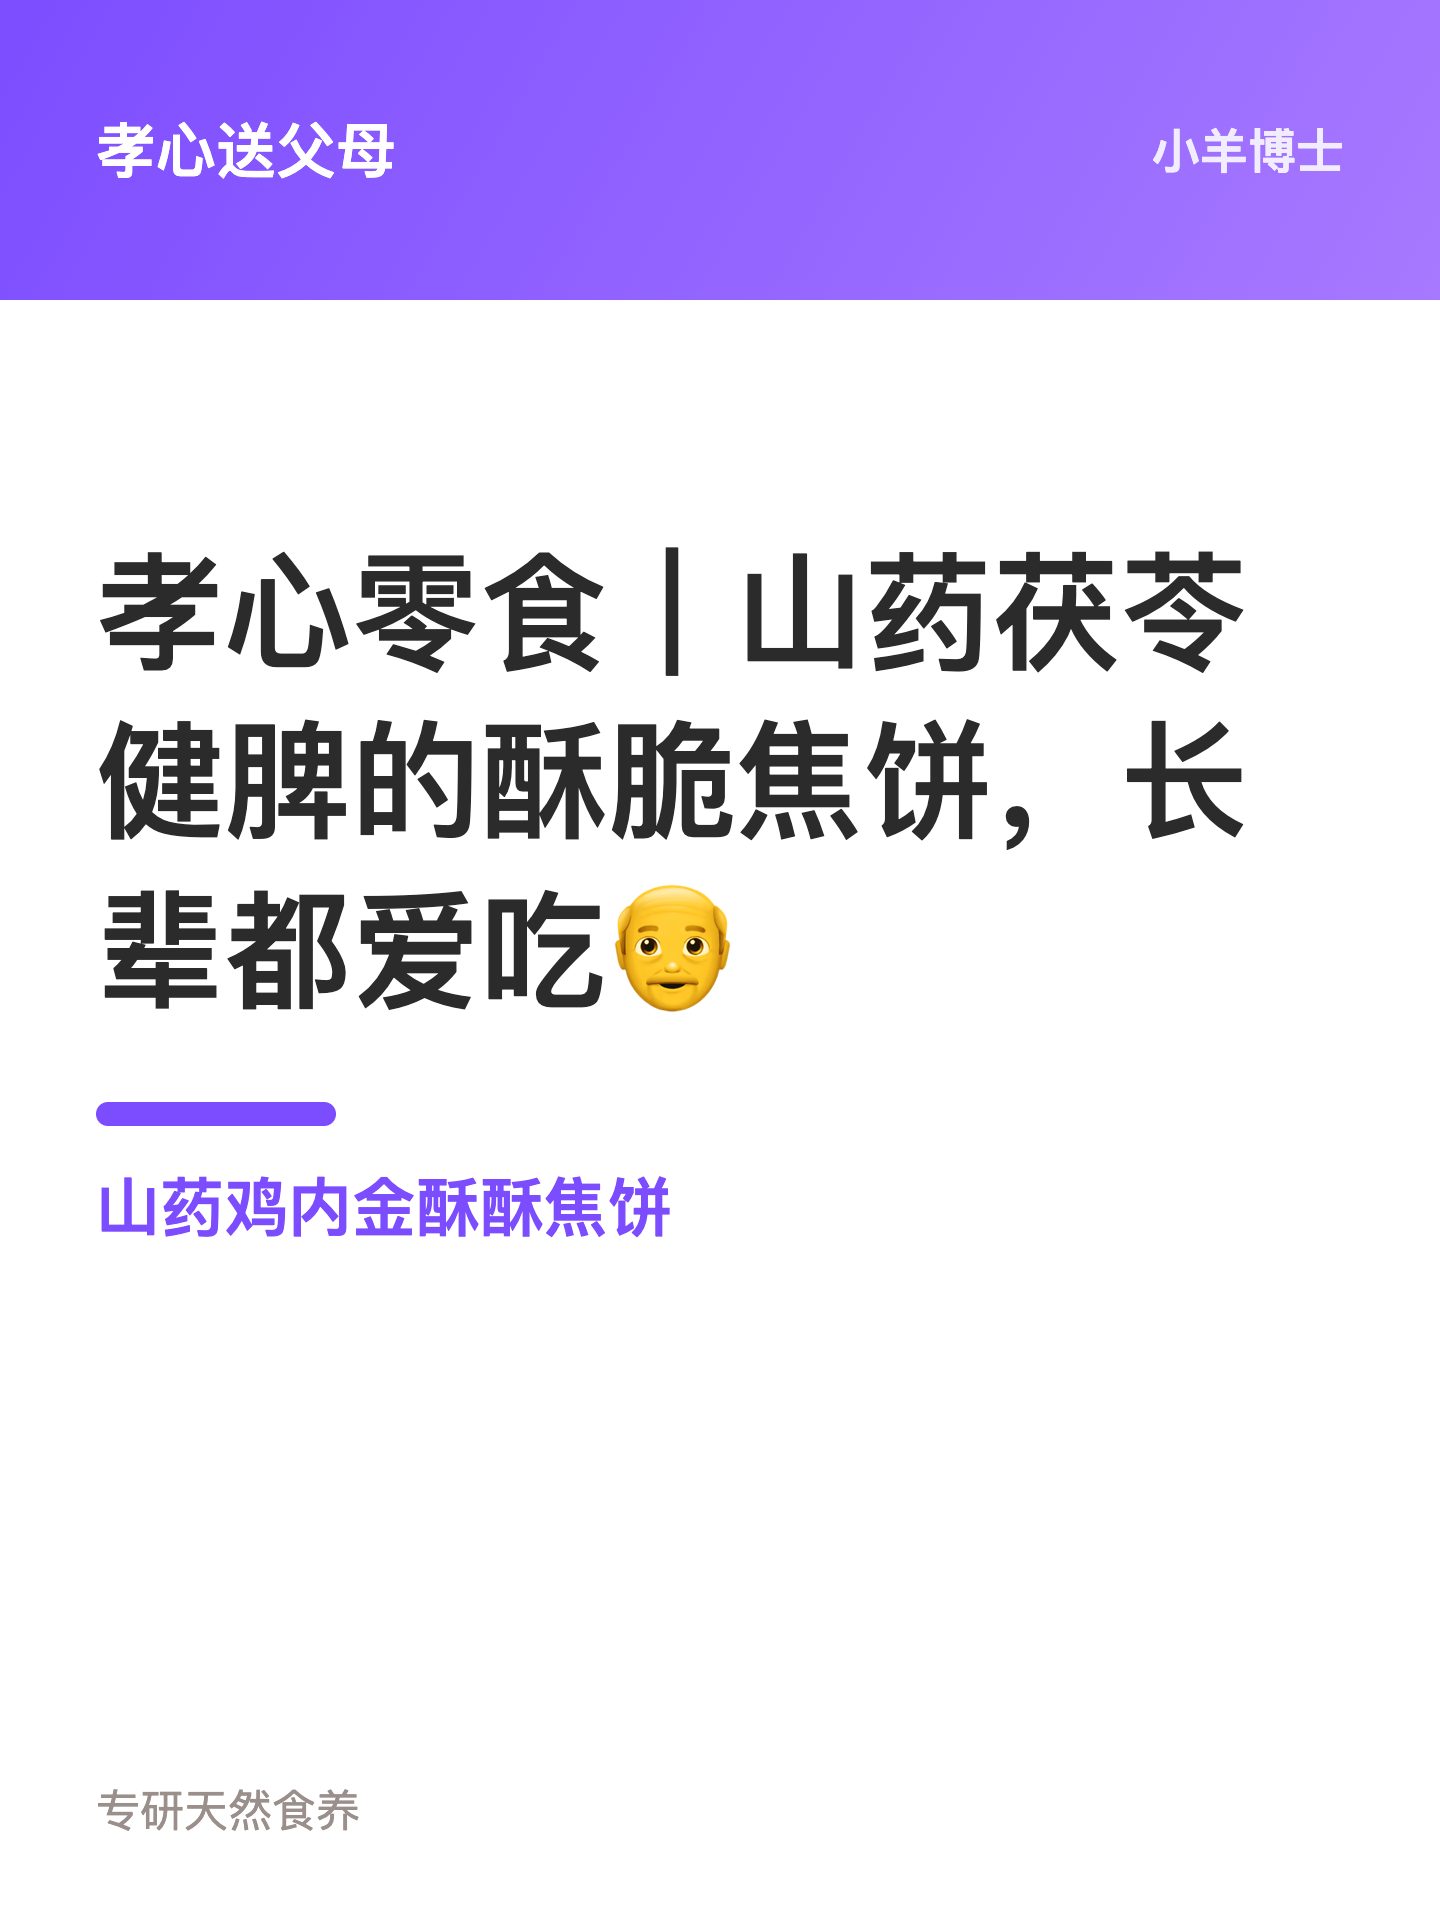 孝心送父母
小羊博士
孝心零食｜山药茯苓
健脾的酥脆焦饼，长
辈都爱吃👴
山药鸡内金酥酥焦饼
专研天然食养